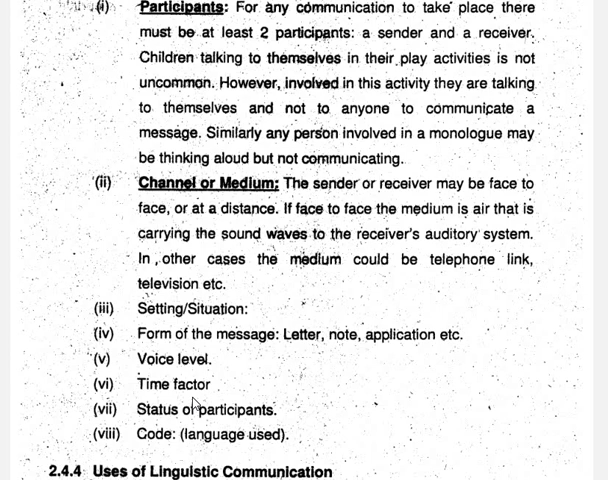 (i) Participants: For any communication to take place there
must be at least 2 participants: a sender and a receiver.
Children talking to themselves in their play activities is not
uncommon. However, involved in this activity they are talking
to themselves and not to anyone to communicate a
message. Similarly any person involved in a monologue may
be thinking aloud but not communicating.
(ii) Channel or Medium: The sender or receiver may be face to
face, or at a distance. If face to face the medium is air that is
carrying the sound waves to the receiver's auditory system.
In other cases the medium could be telephone link,
television etc.
(iii) Setting/Situation:
(iv) Form of the message: Letter, note, application etc.
(v) Voice level.
(vi) Time factor
(vii) Status of participants.
(viii) Code: (language used).
2.4.4 Uses of Linguistic Communication